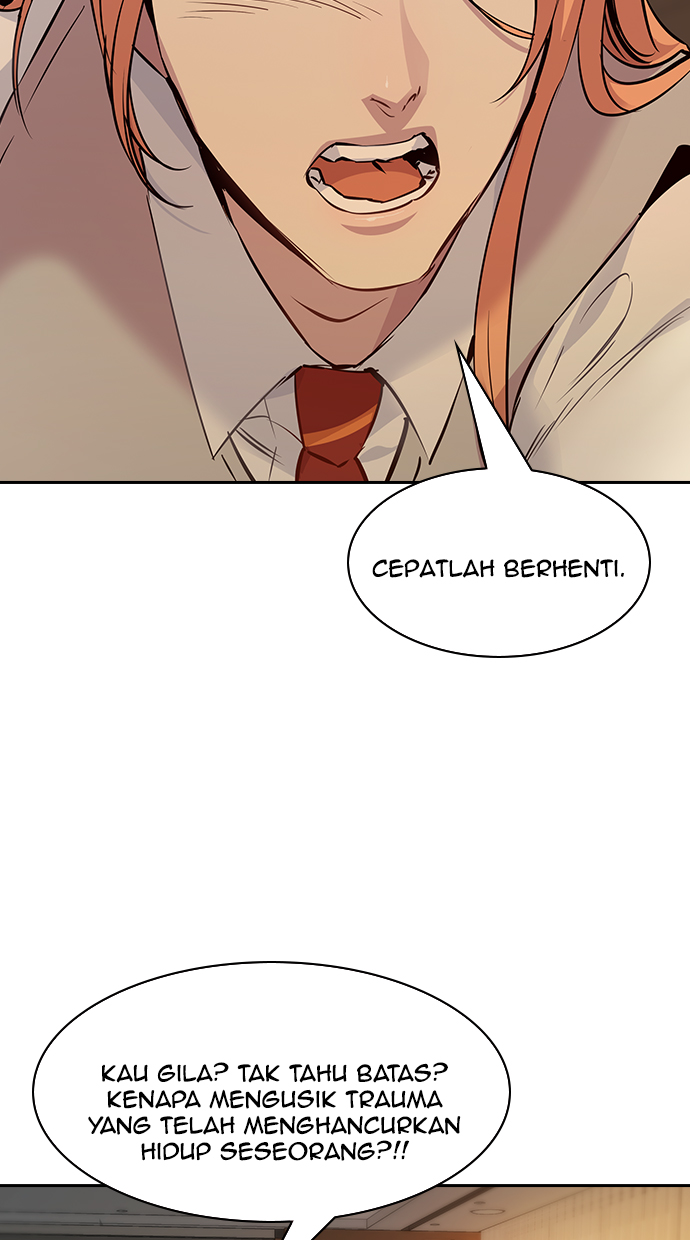 CEPATLAH BERHENTI.
KAU GILA? TAK TAHU BATAS?
KENAPA MENGUSIK TRAUMA
YANG TELAH MENGHANCURKAN
HIDUP SESEORANG?!!